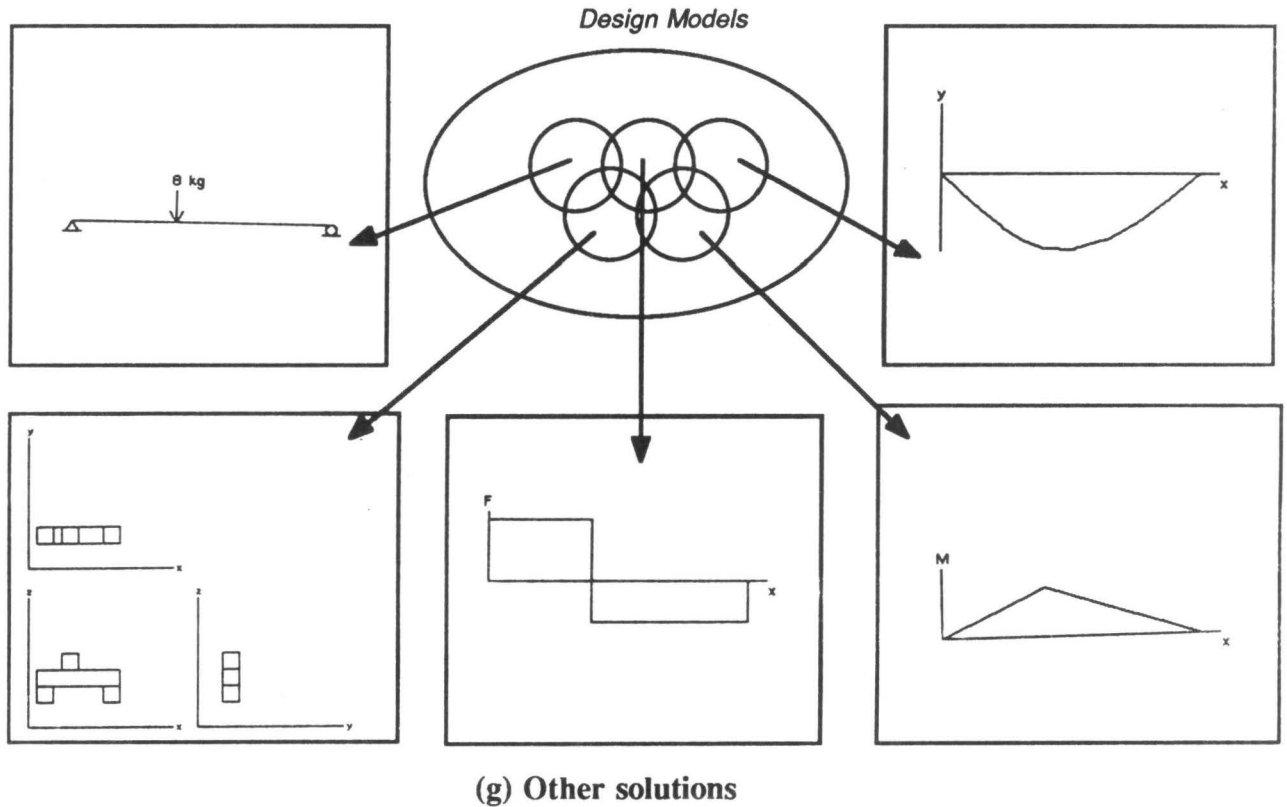 Design Models
8 kg
y
x
y
x
z
x
z
y
F
x
M
x
(g) Other solutions